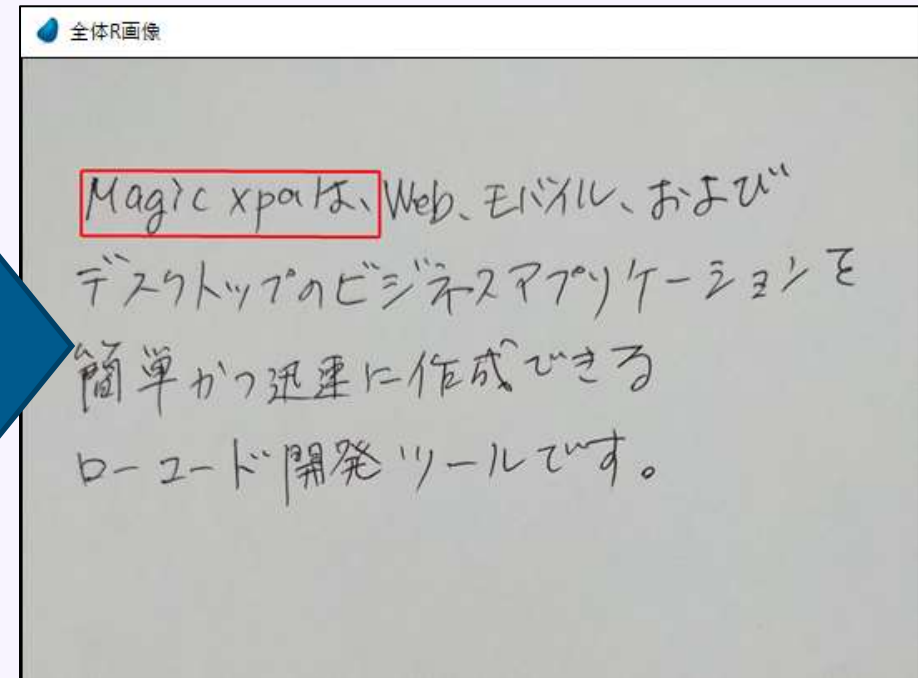 全体R画像
Magic xpaは、Web、モバイル、および
デスクトップのビジネスアプリケーションを
簡単かつ迅速に作成できる
ローコード開発ツールです。